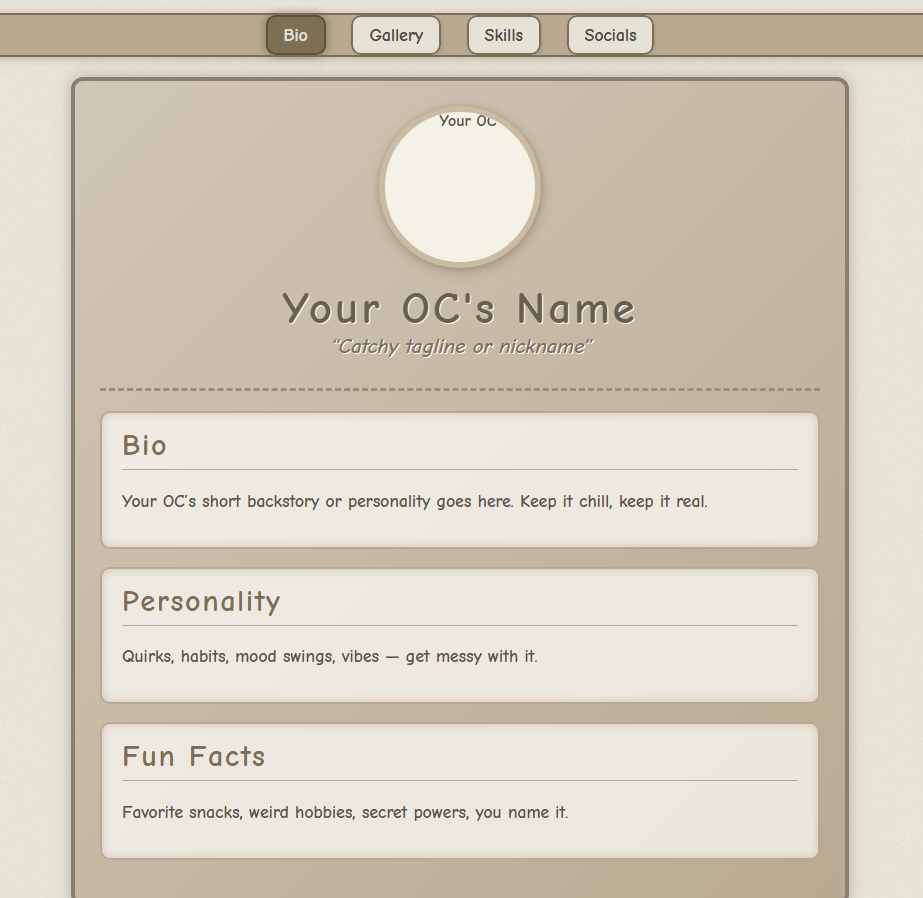 Bio Gallery Skills Socials
Your OC
Your OC's Name
“Catchy tagline or nickname”
Bio
Your OC’s short backstory or personality goes here. Keep it chill, keep it real.
Personality
Quirks, habits, mood swings, vibes — get messy with it.
Fun Facts
Favorite snacks, weird hobbies, secret powers, you name it.